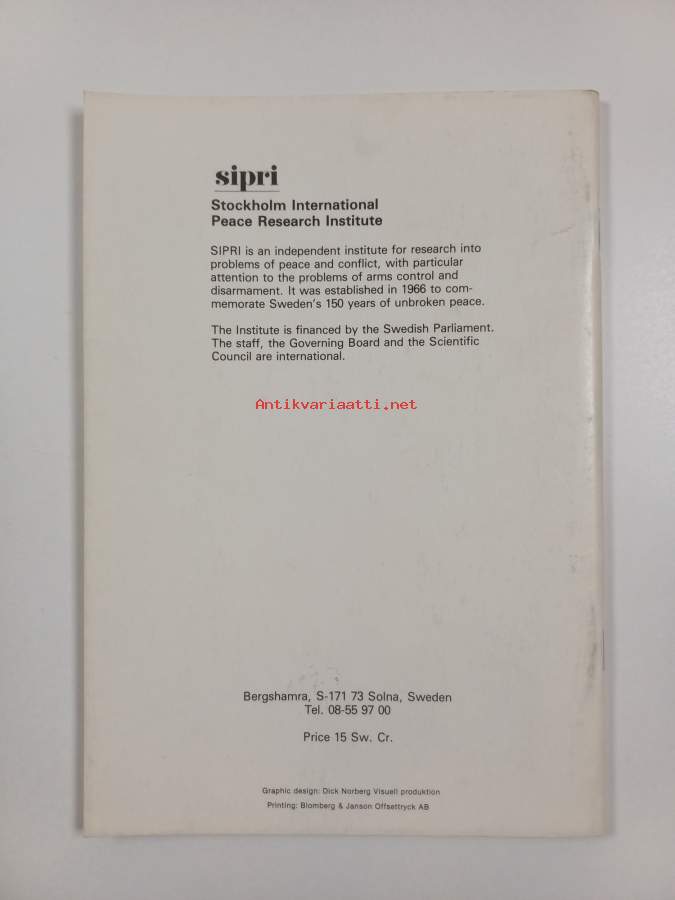 sipri
Stockholm International
Peace Research Institute
SIPRI is an independent institute for research into
problems of peace and conflict, with particular
attention to the problems of arms control and
disarmament. It was established in 1966 to com-
memorate Sweden's 150 years of unbroken peace.
The Institute is financed by the Swedish Parliament.
The staff, the Governing Board and the Scientific
Council are international.
Antikvariaatti.net
Bergshamra, S-171 73 Solna, Sweden
Tel. 08-55 97 00
Price 15 Sw. Cr.
Graphic design: Dick Norberg Visuell produktion
Printing: Blomberg & Janson Offsettryck AB